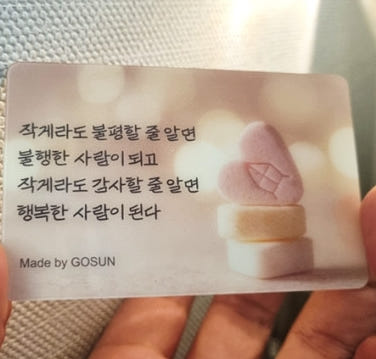 작게라도 불평할 줄 알면
불행한 사람이 되고
작게라도 감사할 줄 알면
행복한 사람이 된다
Made by GOSUN